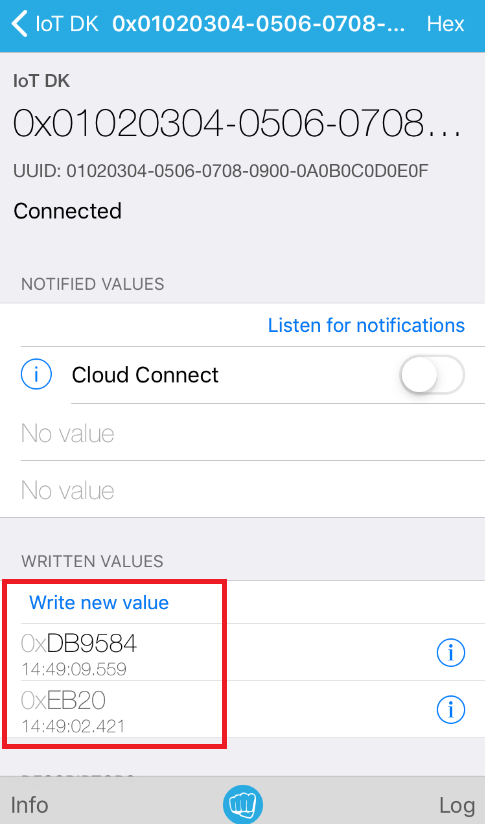 IoT DK 0x01020304-0506-0708-... Hex
IoT DK
0x01020304-0506-0708...
UUID: 01020304-0506-0708-0900-0A0B0C0D0E0F
Connected
NOTIFIED VALUES
Listen for notifications
Cloud Connect
No value
No value
WRITTEN VALUES
Write new value
0xDB9584
14:49:09.559
0xEB20
14:49:02.421
Info Log